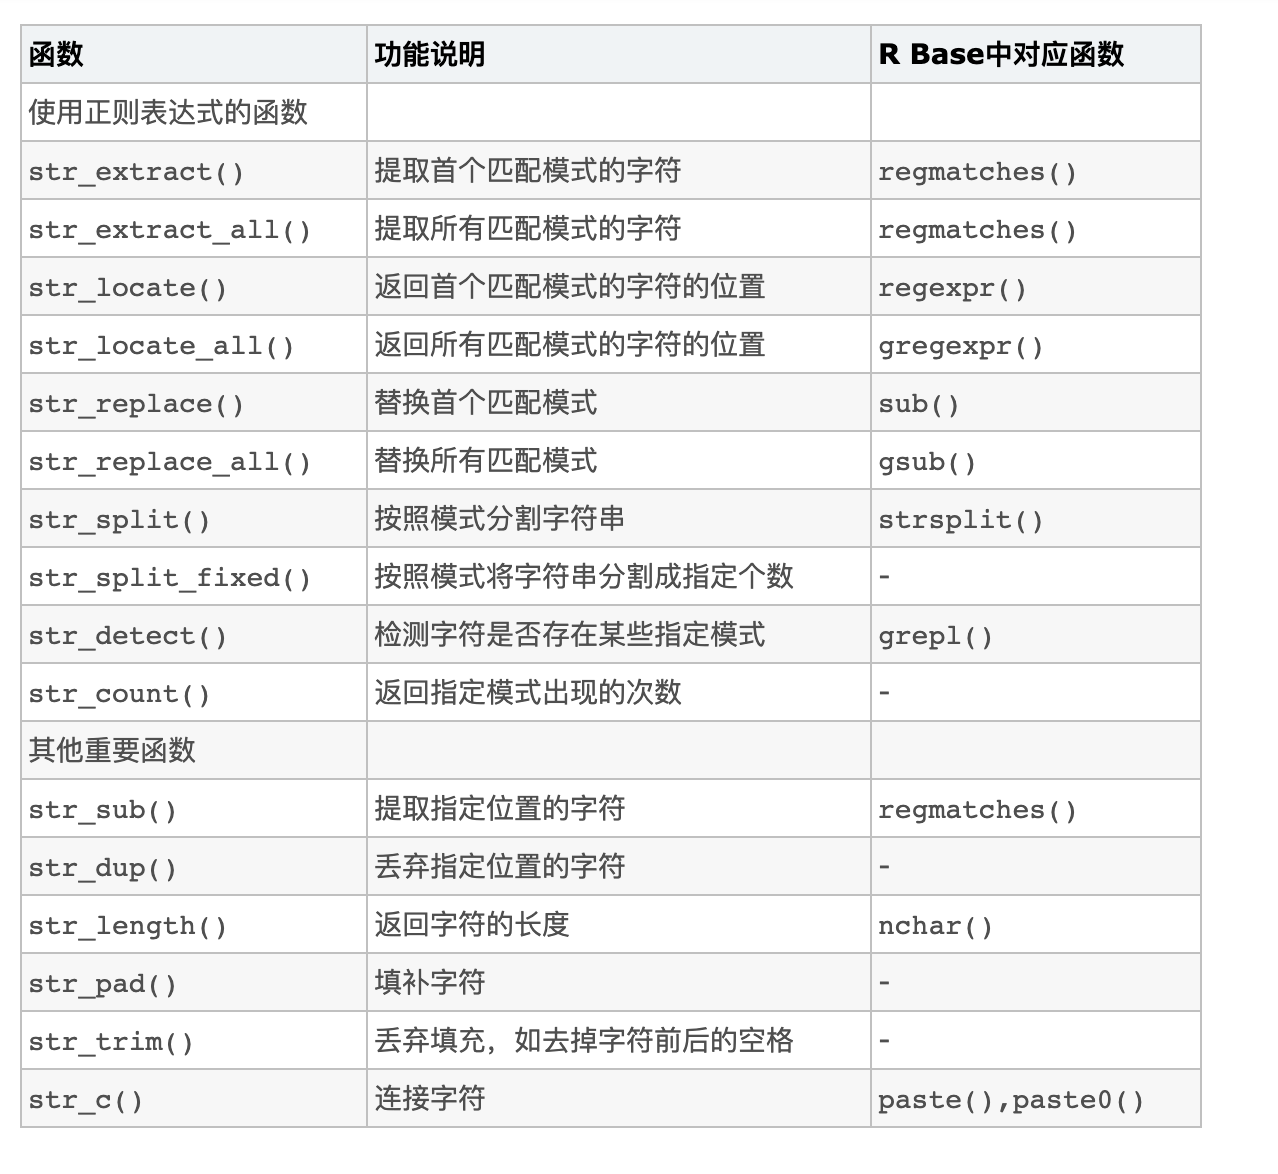 函数 功能说明 R Base中对应函数
使用正则表达式的函数
str_extract() 提取首个匹配模式的字符 regmatches()
str_extract_all() 提取所有匹配模式的字符 regmatches()
str_locate() 返回首个匹配模式的字符的位置 regexpr()
str_locate_all() 返回所有匹配模式的字符的位置 gregexpr()
str_replace() 替换首个匹配模式 sub()
str_replace_all() 替换所有匹配模式 gsub()
str_split() 按照模式分割字符串 strsplit()
str_split_fixed() 按照模式将字符串分割成指定个数 -
str_detect() 检测字符是否存在某些指定模式 grepl()
str_count() 返回指定模式出现的次数 -
其他重要函数
str_sub() 提取指定位置的字符 regmatches()
str_dup() 丢弃指定位置的字符 -
str_length() 返回字符的长度 nchar()
str_pad() 填补字符 -
str_trim() 丢弃填充，如去掉字符前后的空格 -
str_c() 连接字符 paste(),paste0()